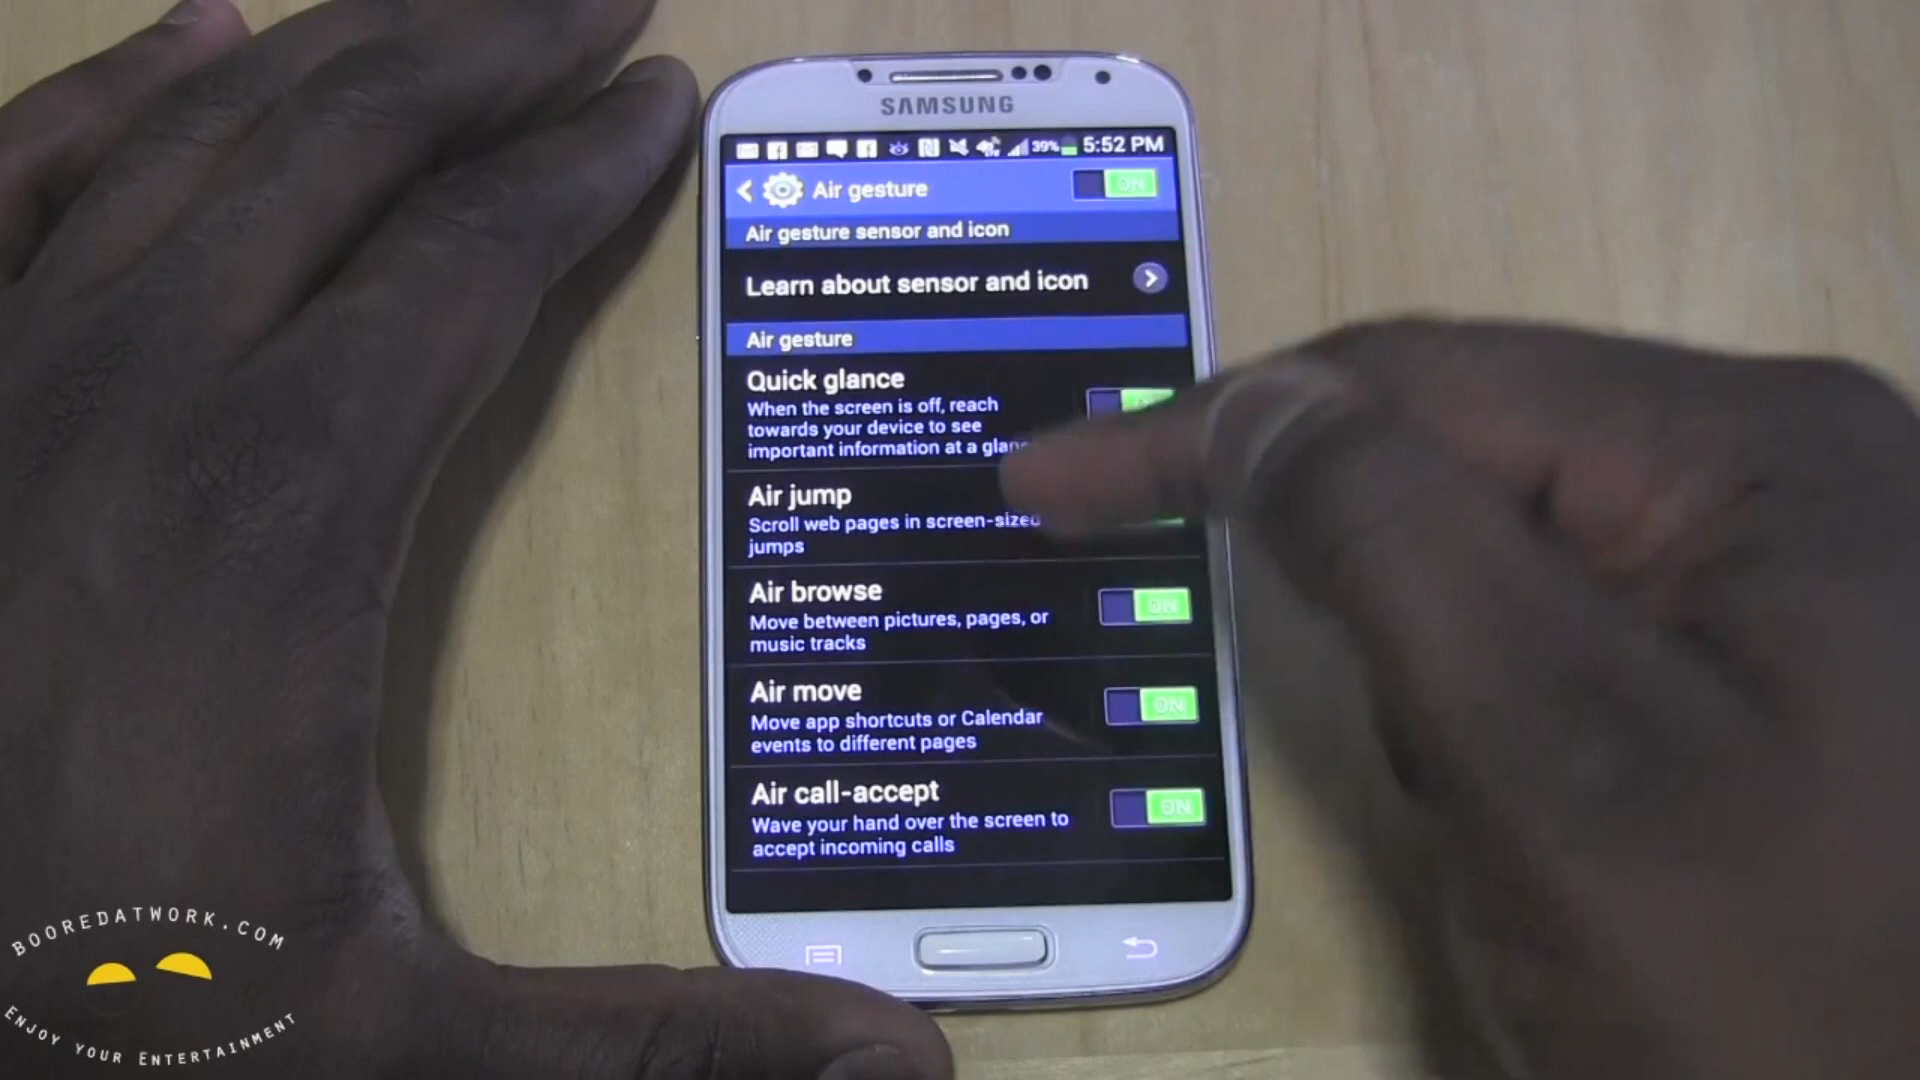 SAMSUNG
39% 5:52 PM
Air gesture ON
Air gesture sensor and icon
Learn about sensor and icon
Air gesture
Quick glance
When the screen is off, reach
towards your device to see
important information at a
Air jump
Scroll web pages in screen-sized
jumps
Air browse
ON
Move between pictures, pages, or
music tracks
Air move
ON
Move app shortcuts or Calendar
events to different pages
Air call-accept
ON
Wave your hand over the screen to
accept incoming calls
BOOREDATWORK.COM
ENJOY YOUR ENTERTAINMENT